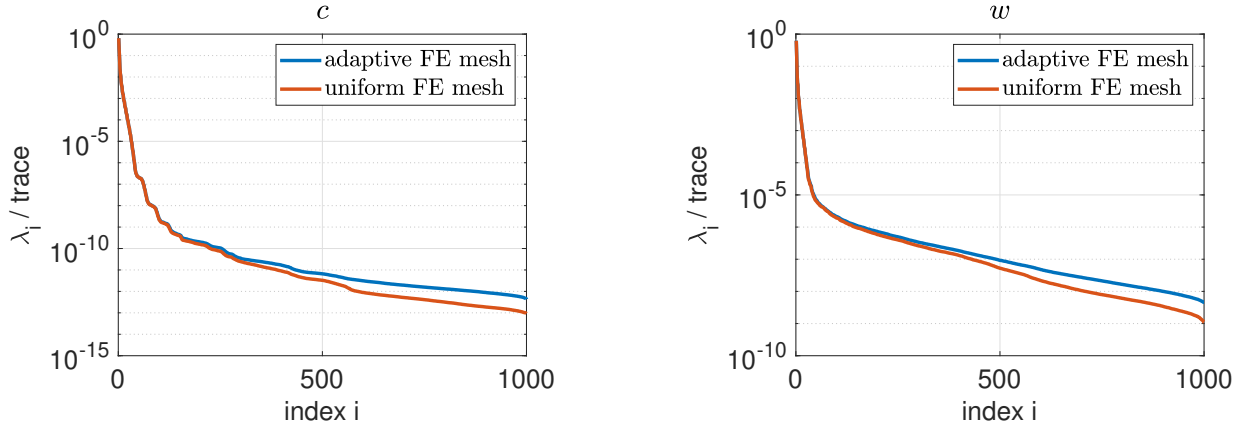 c
10^0
10^-5
10^-10
10^-15
λ_i / trace
adaptive FE mesh
uniform FE mesh
0
500
1000
index i
w
10^0
10^-5
10^-10
λ_i / trace
adaptive FE mesh
uniform FE mesh
0
500
1000
index i